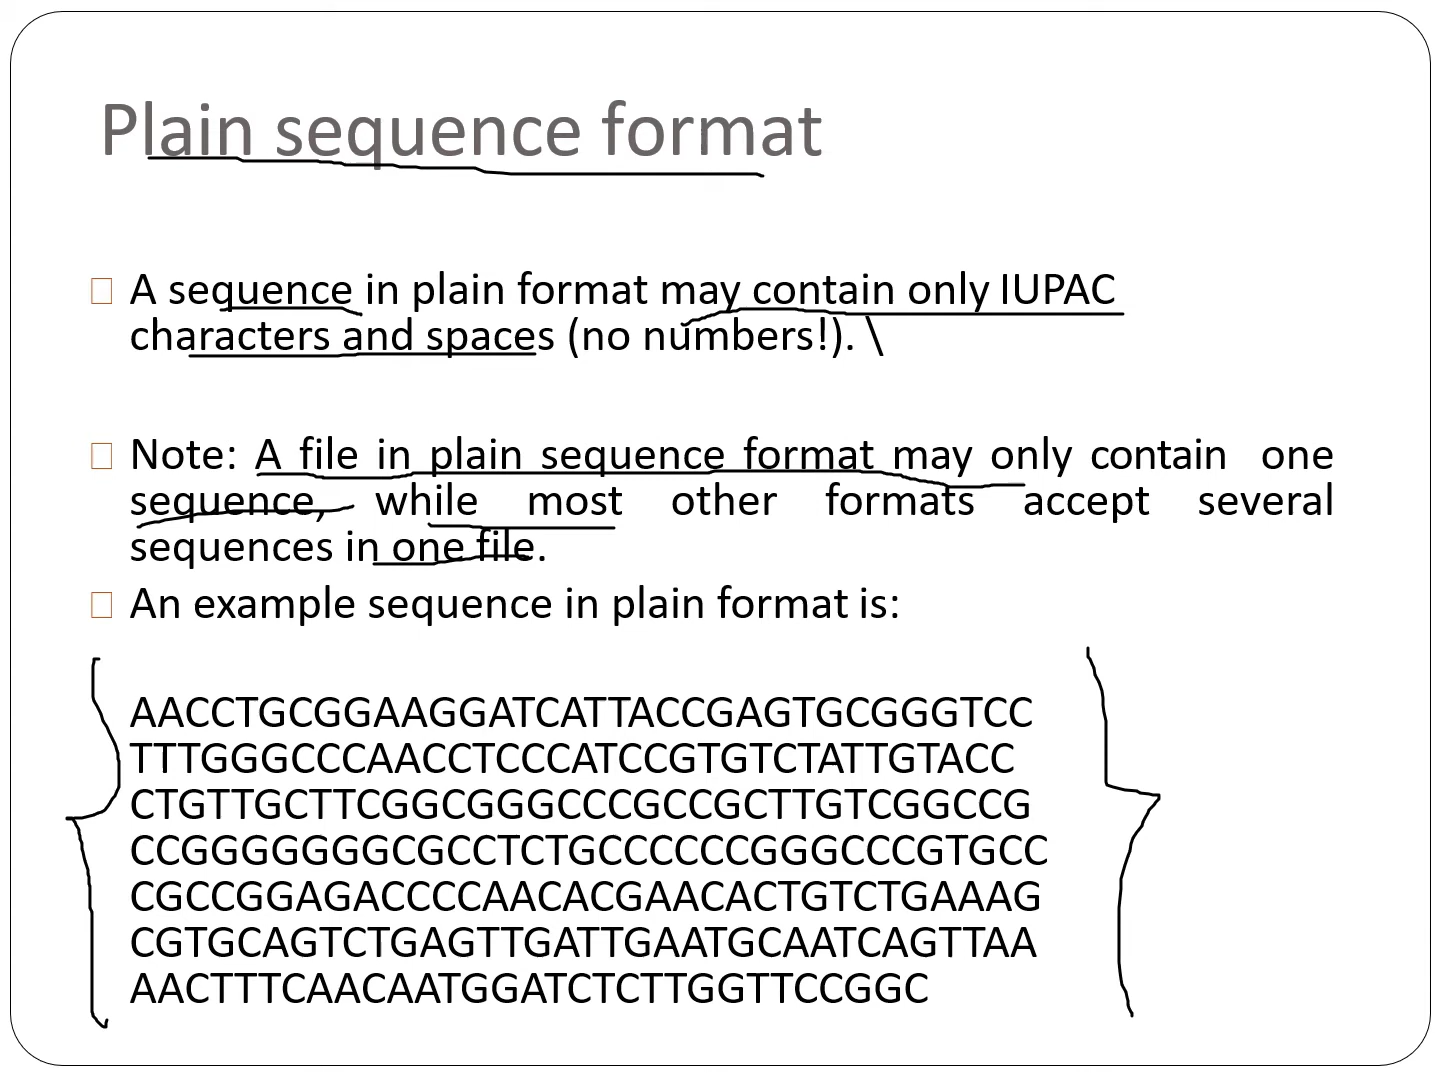 Plain sequence format
A sequence in plain format may contain only IUPAC
characters and spaces (no numbers!). \
Note: A file in plain sequence format may only contain one
sequence, while most other formats accept several
sequences in one file.
An example sequence in plain format is:
AACCTGCGGAAGGATCATTACCGAGTGCGGGTCC
TTTGGGCCCAACCTCCCATCCGTGTCTATTGTACC
CTGTTGCTTCGGCGGGCCCGCCGCTTGTCGGCCG
CCGGGGGGGCGCCTCTGCCCCCCGGGCCCGTGCC
CGCCGGAGACCCCAACACGAACACTGTCTGAAAG
CGTGCAGTCTGAGTTGATTGAATGCAATCAGTTAA
AACTTTCAACAATGGATCTCTTGGTTCCGGC